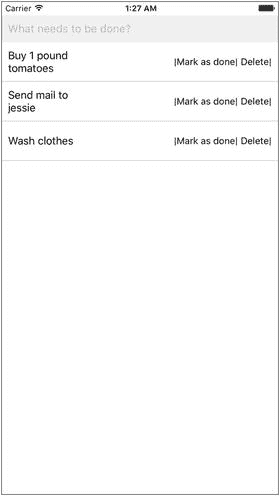 Carrier 1:27 AM
What needs to be done?
Buy 1 pound
tomatoes
|Mark as done| Delete|
Send mail to
jessie
|Mark as done| Delete|
Wash clothes
|Mark as done| Delete|